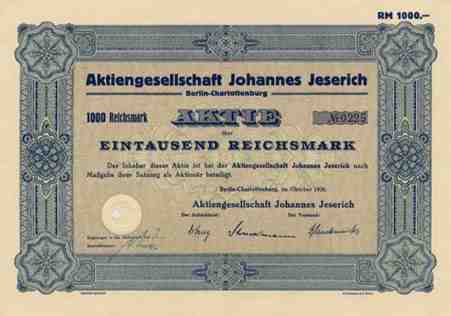 RM 1000.—
Aktiengesellschaft Johannes Jeserich
Berlin-Charlottenburg
1000 Reichsmark AKTIE № 0225
über
EINTAUSEND REICHSMARK
Der Inhaber dieser Aktie ist bei der Aktiengesellschaft Johannes Jeserich nach
Maßgabe ihrer Satzung als Aktionär beteiligt.
Berlin-Charlottenburg, im Oktober
Aktiengesellschaft Johannes Jeserich
Der Aufsichtsrat: Der Vorstand: